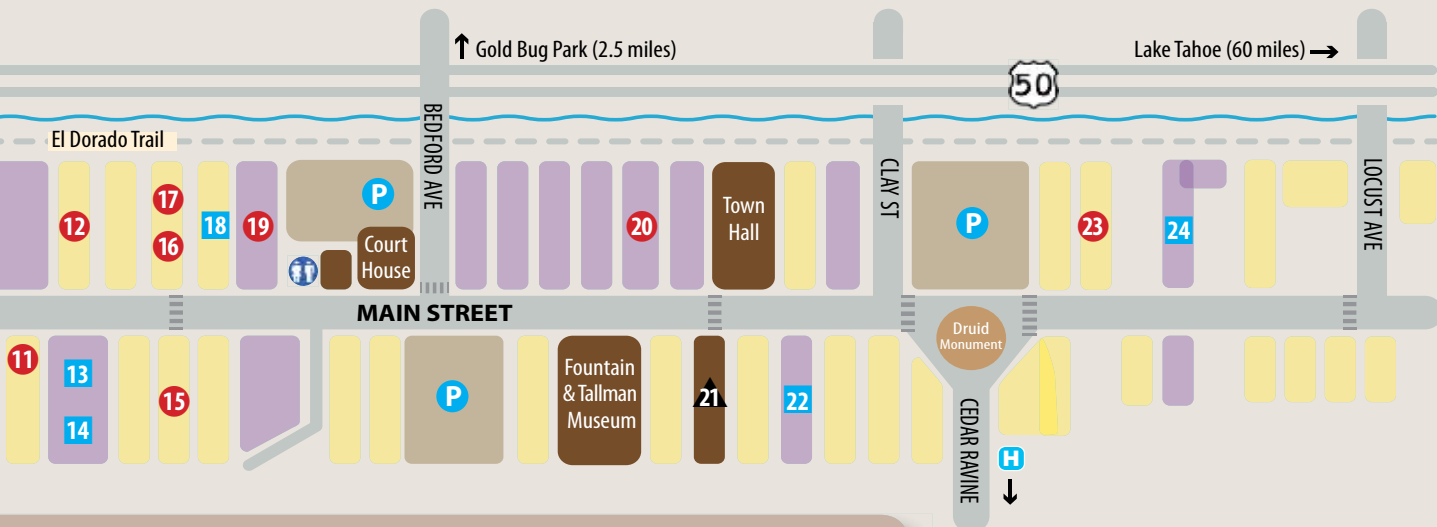 Gold Bug Park (2.5 miles)
Lake Tahoe (60 miles)
50
El Dorado Trail
BEDFORD AVE
CLAY ST
LOCUST AVE
12
17
16
18
19
P
Court
House
20
Town
Hall
P
23
24
MAIN STREET
11
13
14
15
P
Fountain
& Tallman
Museum
21
22
Druid
Monument
CEDAR RAVINE
H